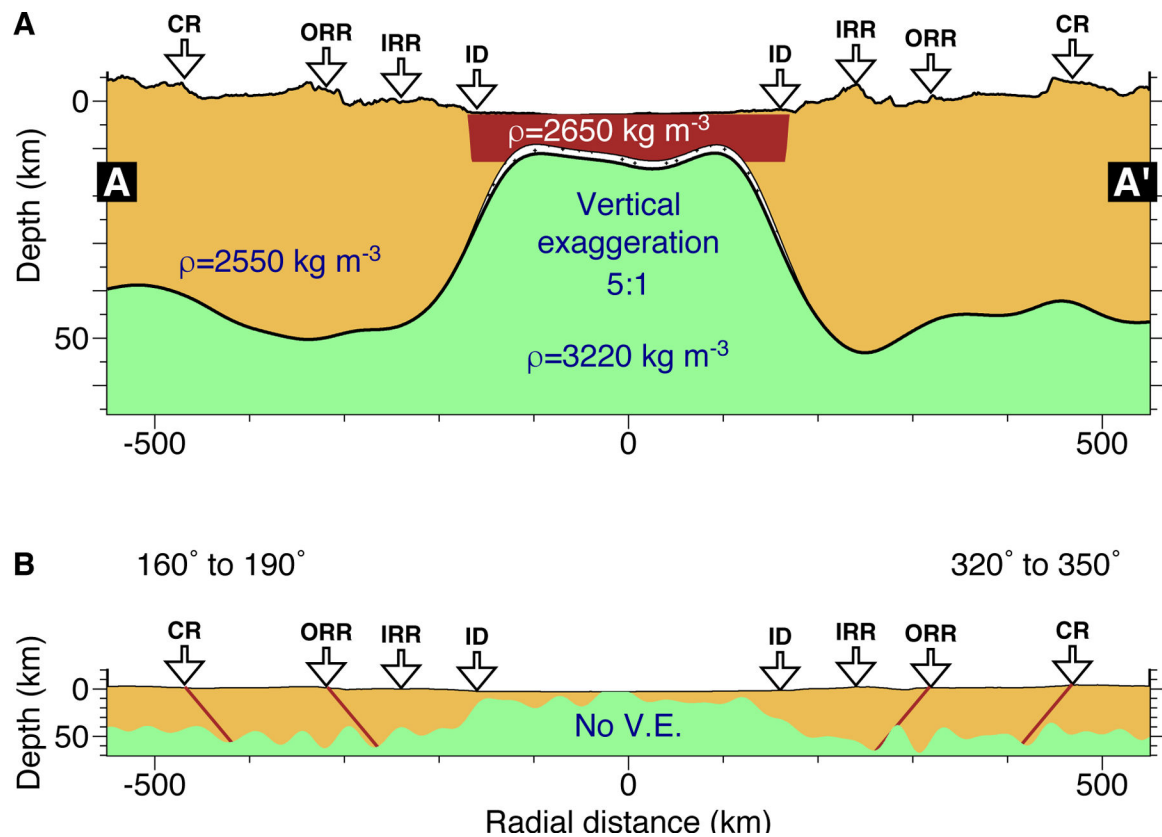 A
CR ORR IRR ID ID IRR ORR CR
0
ρ=2650 kg m-3
A A'
Depth (km)
Vertical
exaggeration
5:1
ρ=2550 kg m-3
50
ρ=3220 kg m-3
-500 0 500
B
160° to 190° 320° to 350°
CR ORR IRR ID ID IRR ORR CR
Depth (km)
0
No V.E.
50
-500 0 500
Radial distance (km)